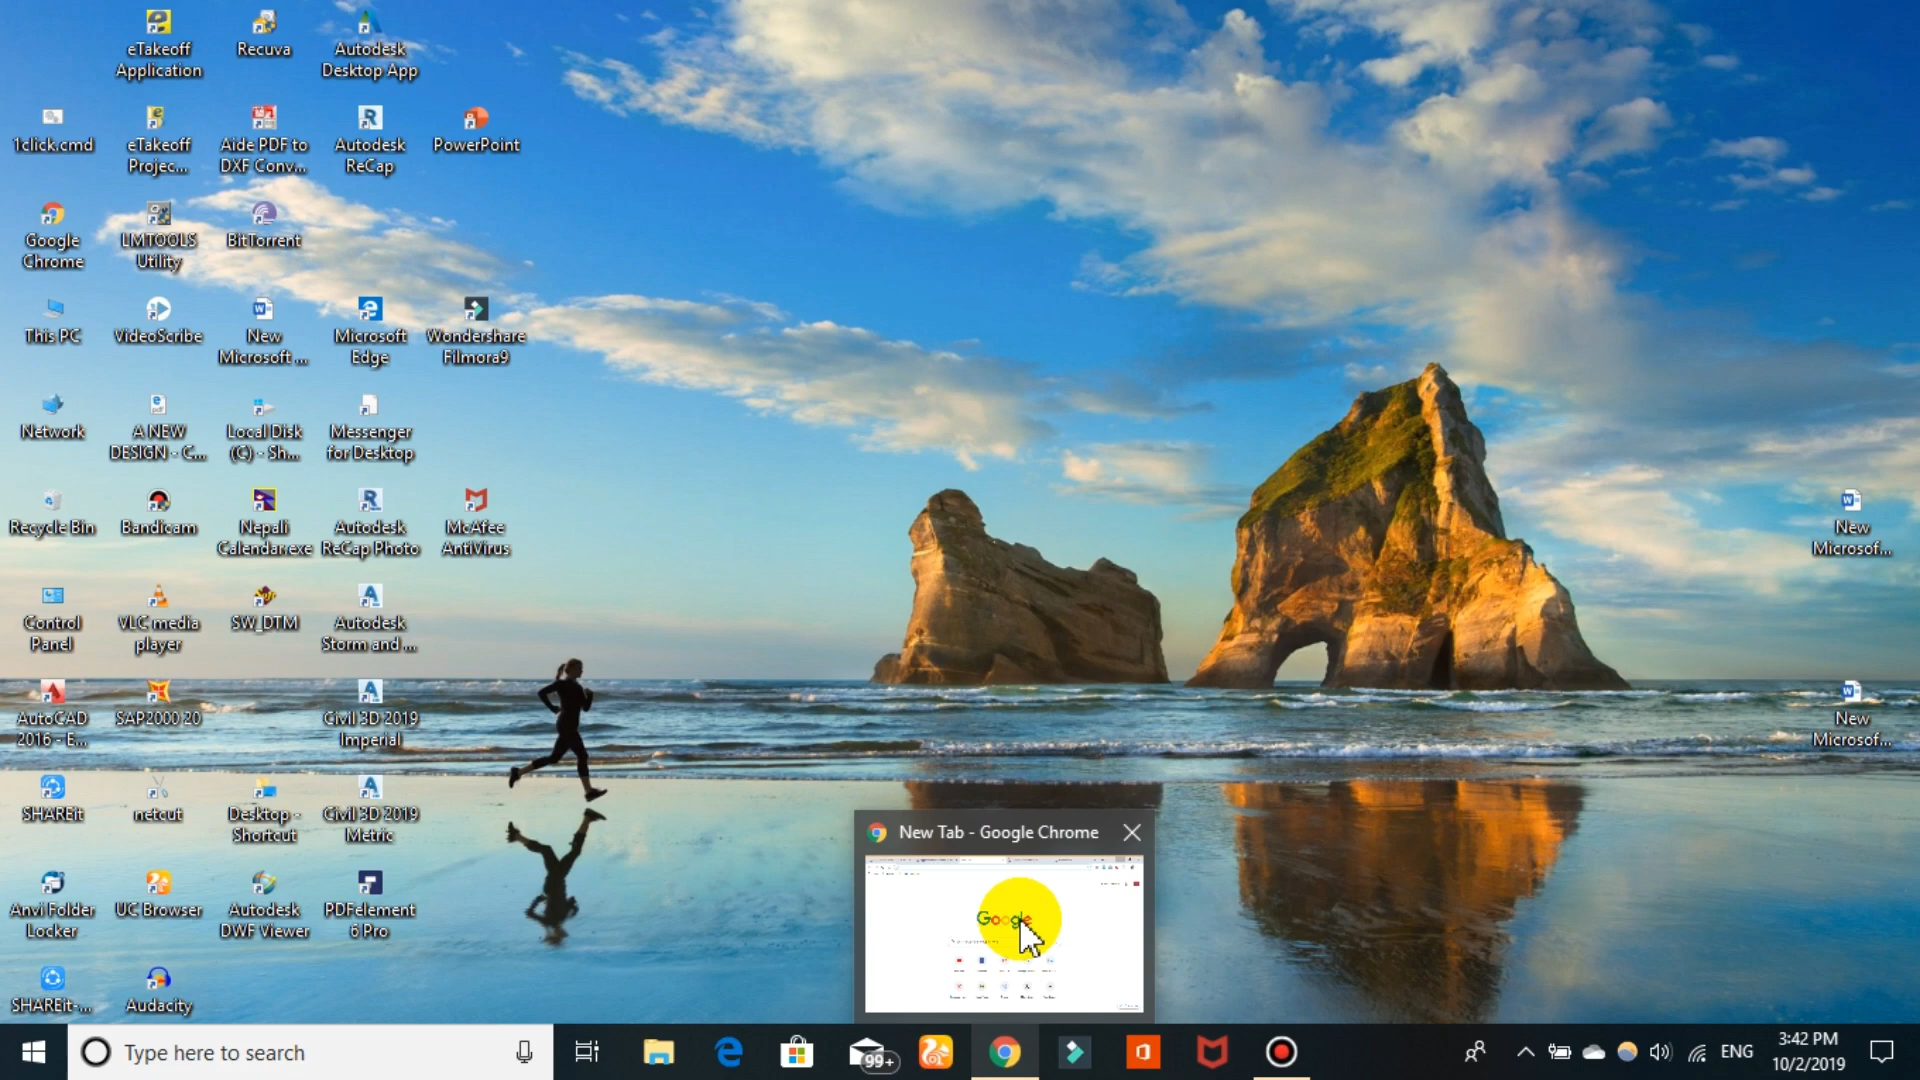 eTakeoff
Application
Recuva
Autodesk
Desktop App
1click.cmd
eTakeoff
Projec...
Aide PDF to
DXF Conv...
Autodesk
ReCap
PowerPoint
Google
Chrome
LMTOOLS
Utility
BitTorrent
This PC
VideoScribe
New
Microsoft ...
Microsoft
Edge
Wondershare
Filmora9
Network
A NEW
DESIGN - C...
Local Disk
(C) - Sh...
Messenger
for Desktop
Recycle Bin
Bandicam
Nepali
Calendar.exe
Autodesk
ReCap Photo
McAfee
AntiVirus
New
Microsof...
Control
Panel
VLC media
player
SW_DTM
Autodesk
Storm and ...
AutoCAD
2016 - E...
SAP2000 20
Civil 3D 2019
Imperial
New
Microsof...
SHAREit
netcut
Desktop -
Shortcut
Civil 3D 2019
Metric
New Tab - Google Chrome
Google
Anvi Folder
Locker
UC Browser
Autodesk
DWF Viewer
PDFelement
6 Pro
SHAREit-...
Audacity
Type here to search
99+
ENG
3:42 PM
10/2/2019